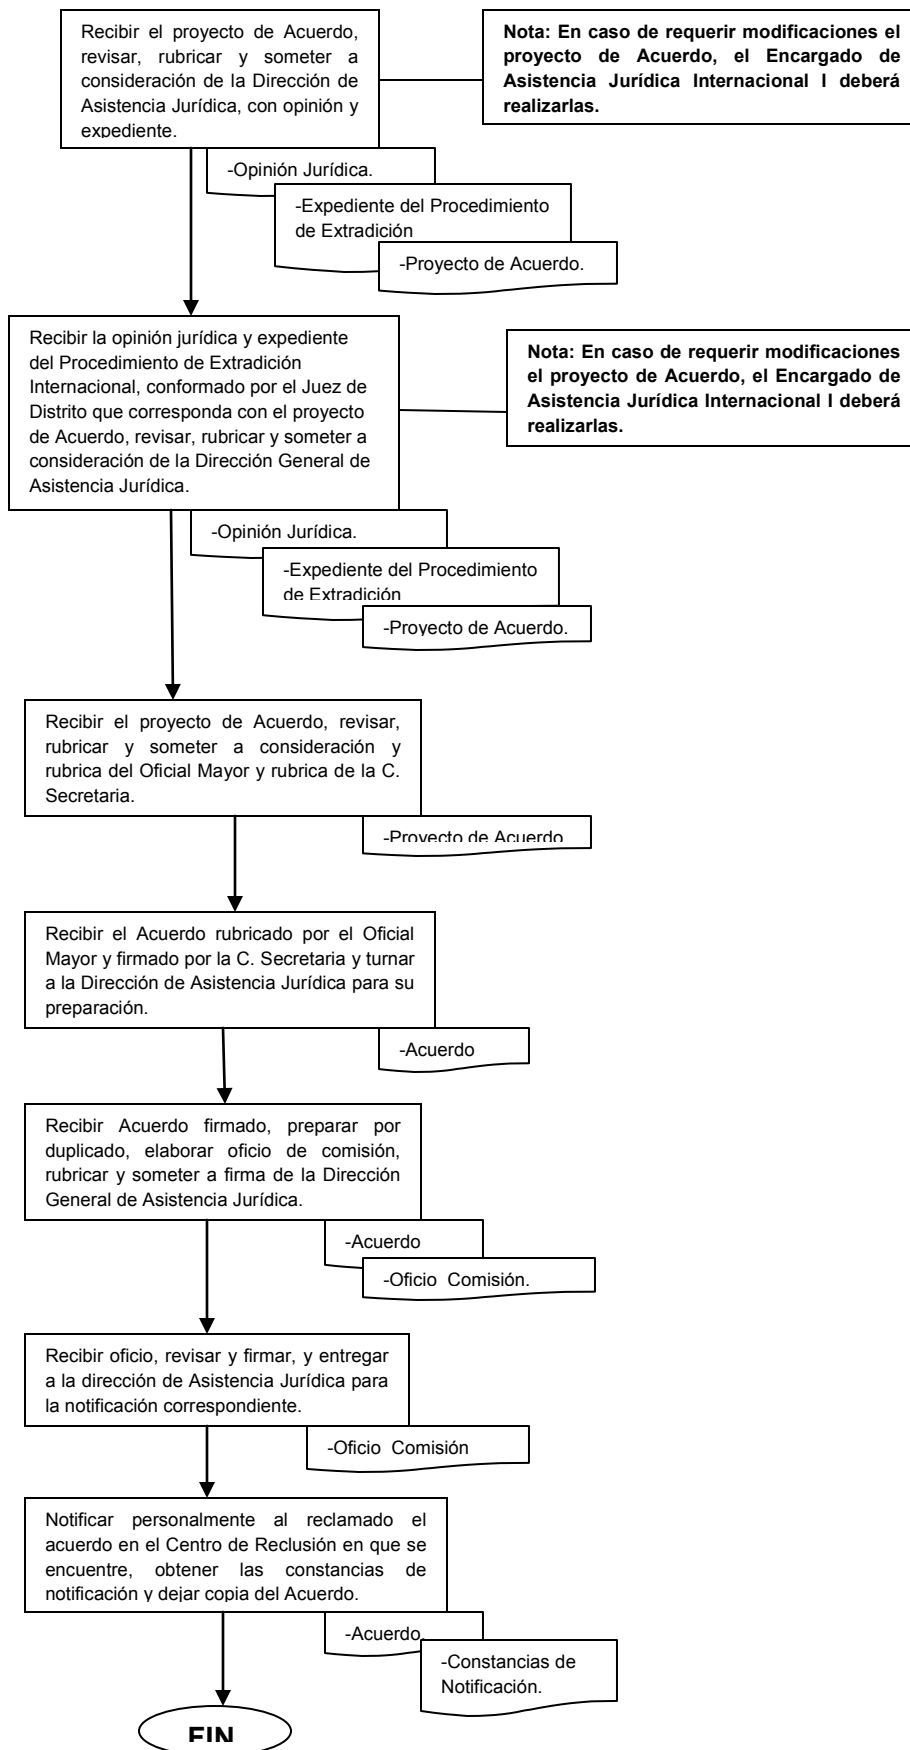 Recibir el proyecto de Acuerdo,
revisar, rubricar y someter a
consideración de la Dirección de
Asistencia Jurídica, con opinión y
expediente.
Nota: En caso de requerir modificaciones el
proyecto de Acuerdo, el Encargado de
Asistencia Jurídica Internacional I deberá
realizarlas.
-Opinión Jurídica.
-Expediente del Procedimiento
de Extradición
-Proyecto de Acuerdo.
Recibir la opinión jurídica y expediente
del Procedimiento de Extradición
Internacional, conformado por el Juez de
Distrito que corresponda con el proyecto
de Acuerdo, revisar, rubricar y someter a
consideración de la Dirección General de
Asistencia Jurídica.
Nota: En caso de requerir modificaciones
el proyecto de Acuerdo, el Encargado de
Asistencia Jurídica Internacional I deberá
realizarlas.
-Opinión Jurídica.
-Expediente del Procedimiento
de Extradición
-Proyecto de Acuerdo.
Recibir el proyecto de Acuerdo, revisar,
rubricar y someter a consideración y
rubrica del Oficial Mayor y rubrica de la C.
Secretaria.
-Proyecto de Acuerdo
Recibir el Acuerdo rubricado por el Oficial
Mayor y firmado por la C. Secretaria y turnar
a la Dirección de Asistencia Jurídica para su
preparación.
-Acuerdo
Recibir Acuerdo firmado, preparar por
duplicado, elaborar oficio de comisión,
rubricar y someter a firma de la Dirección
General de Asistencia Jurídica.
-Acuerdo
-Oficio Comisión.
Recibir oficio, revisar y firmar, y entregar
a la dirección de Asistencia Jurídica para
la notificación correspondiente.
-Oficio Comisión
Notificar personalmente al reclamado el
acuerdo en el Centro de Reclusión en que se
encuentre, obtener las constancias de
notificación y dejar copia del Acuerdo.
-Acuerdo.
-Constancias de
Notificación.
FIN